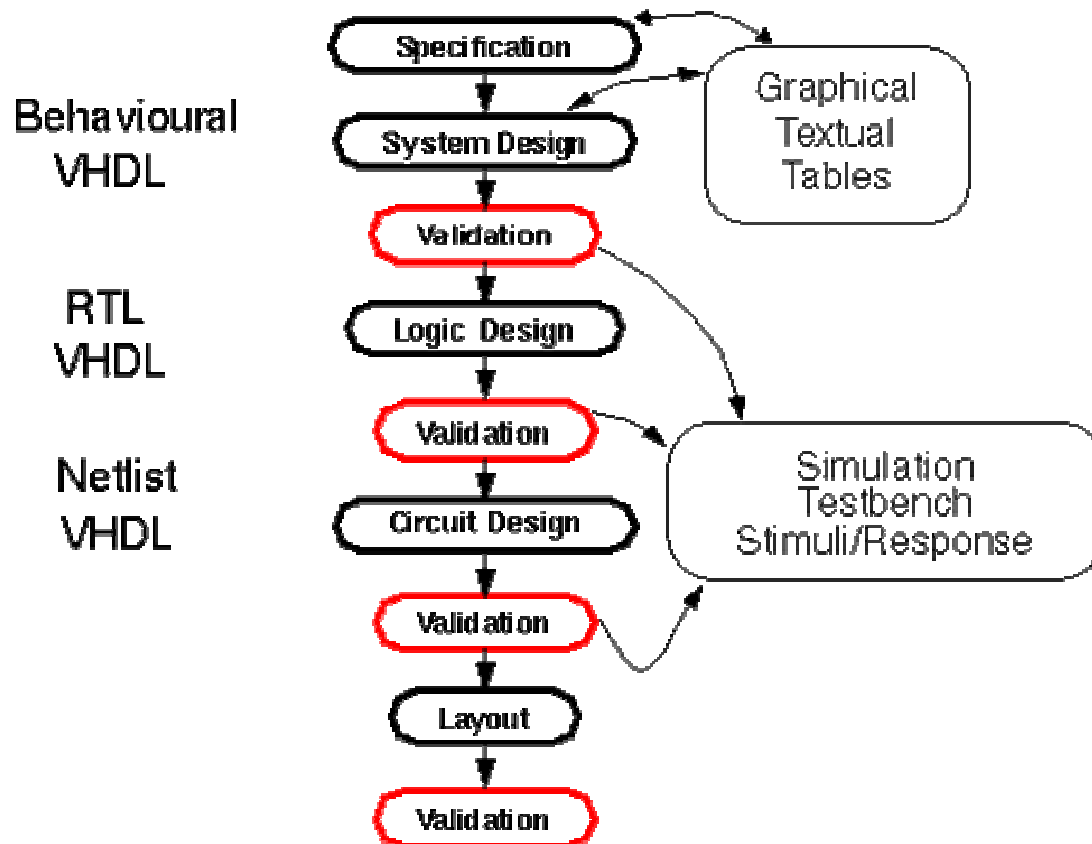 Specification
Graphical
Textual
Tables
Behavioural
VHDL
System Design
Validation
RTL
VHDL
Logic Design
Validation
Netlist
VHDL
Simulation
Testbench
Stimuli/Response
Circuit Design
Validation
Layout
Validation